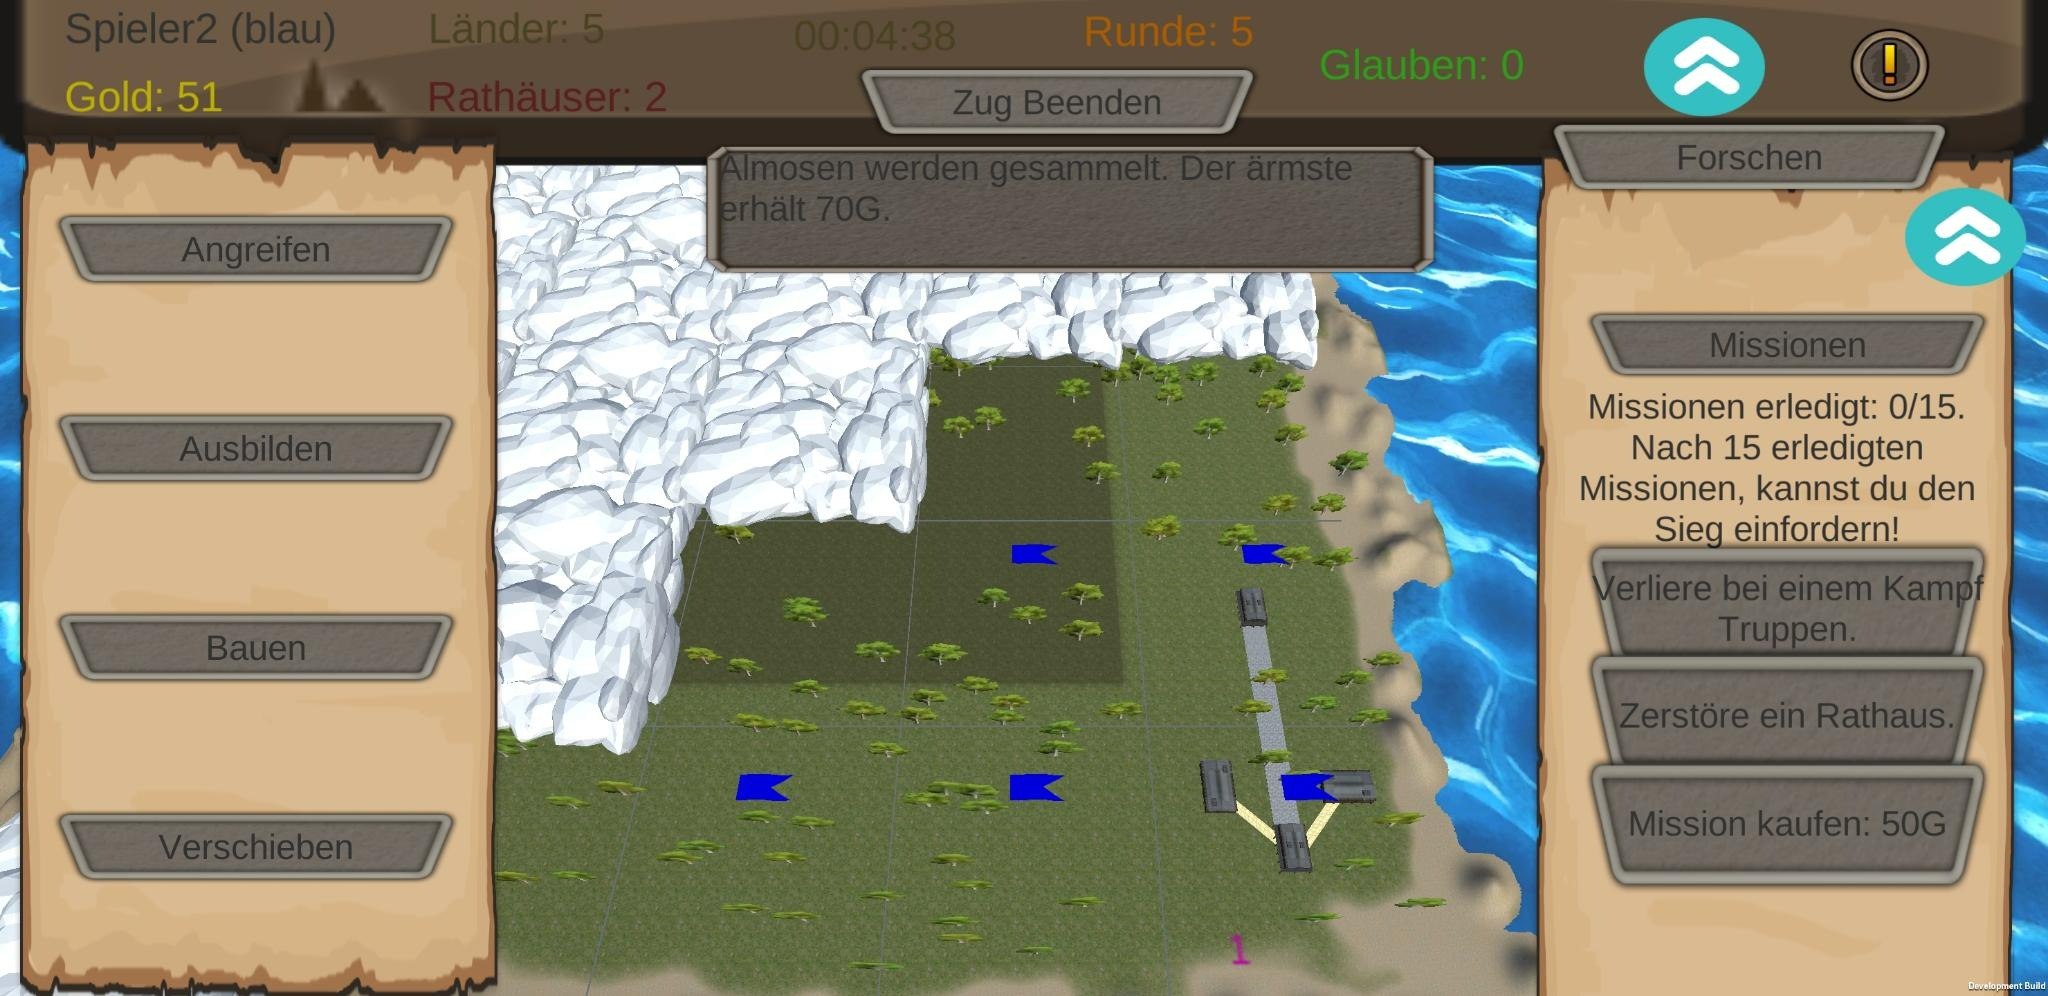 Spieler2 (blau)
Länder: 5
00:04:38
Runde: 5
Glauben: 0
Gold: 51
Rathäuser: 2
Zug Beenden
Forschen
Almosen werden gesammelt. Der ärmste
erhält 70G.
Angreifen
Ausbilden
Bauen
Verschieben
Missionen
Missionen erledigt: 0/15.
Nach 15 erledigten
Missionen, kannst du den
Sieg einfordern!
Verliere bei einem Kampf
Truppen.
Zerstöre ein Rathaus.
Mission kaufen: 50G
1
Development Build